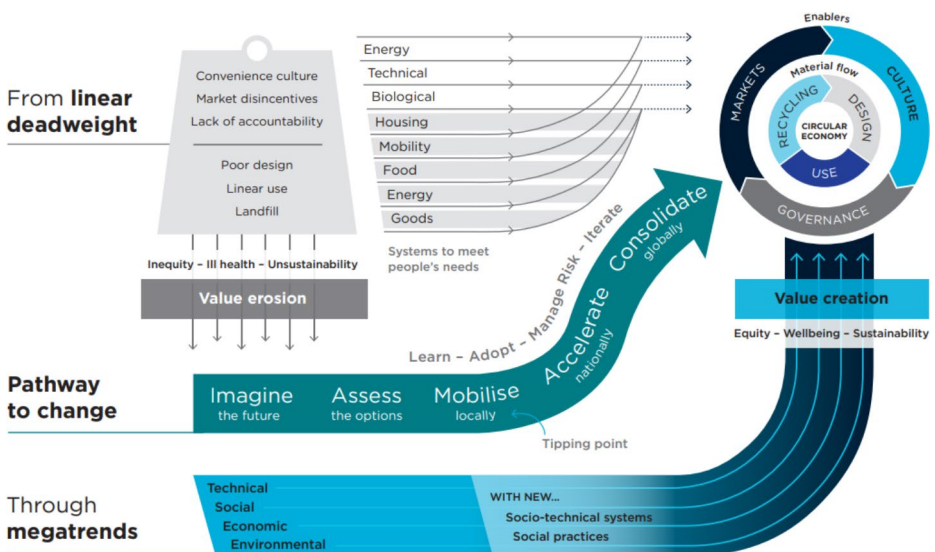 From linear
deadweight
Convenience culture
Market disincentives
Lack of accountability
Poor design
Linear use
Landfill
Inequity – Ill health – Unsustainability
Value erosion
Energy
Technical
Biological
Housing
Mobility
Food
Energy
Goods
Systems to meet
people's needs
Enablers
MARKETS
CULTURE
GOVERNANCE
Material flow
RECYCLING
DESIGN
USE
CIRCULAR
ECONOMY
Value creation
Equity – Wellbeing – Sustainability
Pathway
to change
Learn – Adopt – Manage Risk – Iterate
Imagine
the future
Assess
the options
Mobilise
locally
Accelerate
nationally
Consolidate
globally
Tipping point
Through
megatrends
Technical
Social
Economic
Environmental
WITH NEW...
Socio-technical systems
Social practices